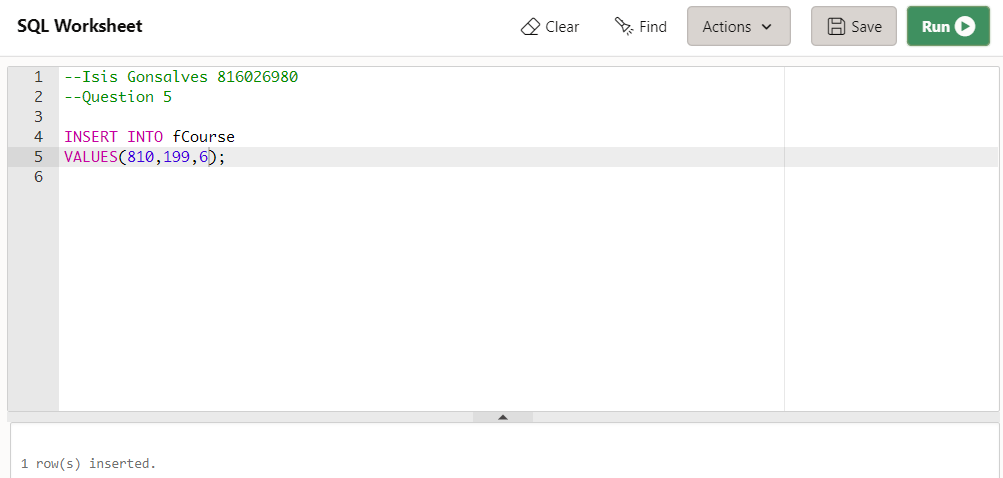 SQL Worksheet
Clear
Find
Actions
Save
Run
1 --Isis Gonsalves 816026980
2 --Question 5
3
4 INSERT INTO fCourse
5 VALUES(810,199,6);
6
1 row(s) inserted.